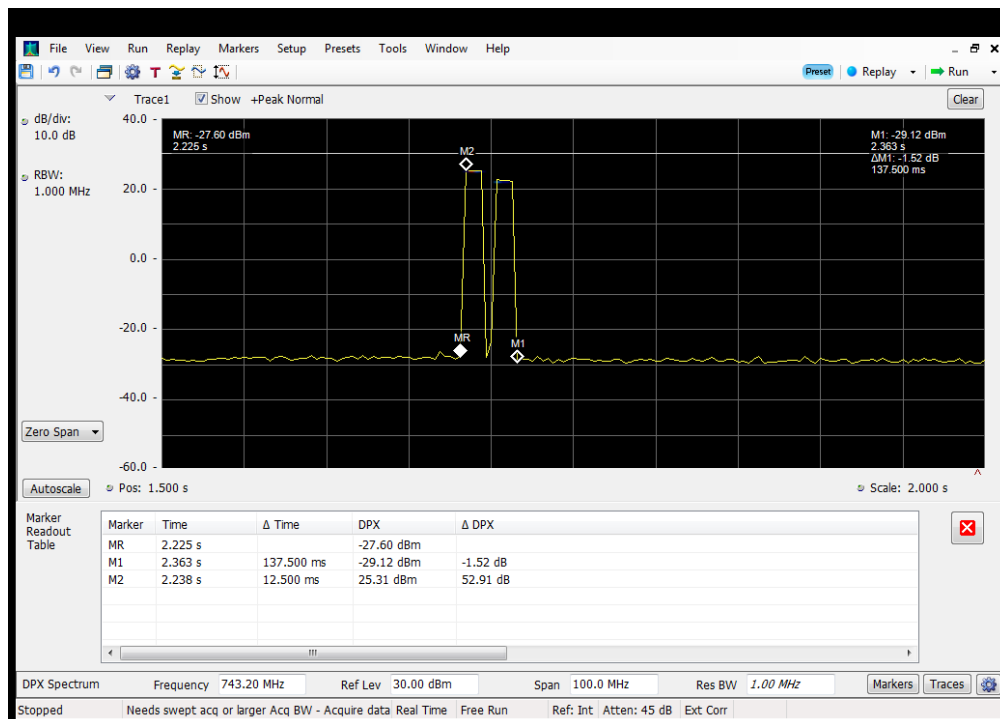 File View Run Replay Markers Setup Presets Tools Window Help
T Preset Replay Run
Trace1 Show +Peak Normal Clear
dB/div:
10.0 dB
RBW:
1.000 MHz
40.0
20.0
0.0
-20.0
-40.0
-60.0
MR: -27.60 dBm
2.225 s
M1: -29.12 dBm
2.363 s
ΔM1: -1.52 dB
137.500 ms
M2
MR
M1
Zero Span
Autoscale Pos: 1.500 s Scale: 2.000 s
Marker
Readout
Table
Marker Time Δ Time DPX Δ DPX
MR 2.225 s -27.60 dBm
M1 2.363 s 137.500 ms -29.12 dBm -1.52 dB
M2 2.238 s 12.500 ms 25.31 dBm 52.91 dB
DPX Spectrum Frequency 743.20 MHz Ref Lev 30.00 dBm Span 100.0 MHz Res BW 1.00 MHz Markers Traces
Stopped Needs swept acq or larger Acq BW - Acquire data Real Time Free Run Ref: Int Atten: 45 dB Ext Corr